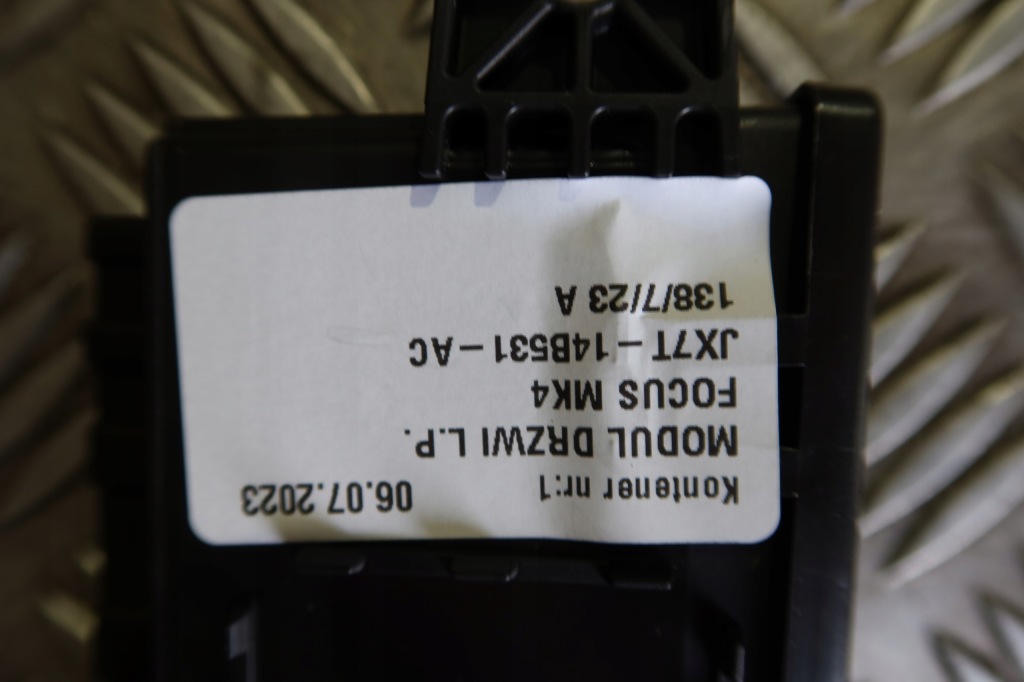 Kontener nr:1 06.07.2023
MODUL DRZWI L.P.
FOCUS MK4
JX7T-14B531-AC
138/7/23 A